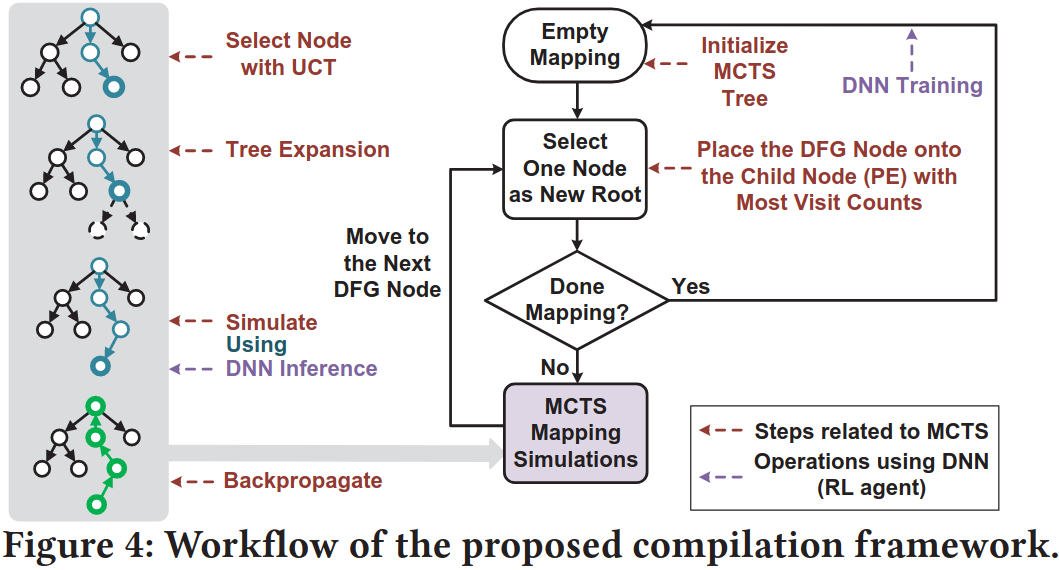 Select Node
with UCT
Tree Expansion
Simulate
Using
DNN Inference
Backpropagate
Empty
Mapping
Initialize
MCTS
Tree
DNN Training
Select
One Node
as New Root
Place the DFG Node onto
the Child Node (PE) with
Most Visit Counts
Move to
the Next
DFG Node
Done
Mapping?
Yes
No
MCTS
Mapping
Simulations
Steps related to MCTS
Operations using DNN
(RL agent)
Figure 4: Workflow of the proposed compilation framework.